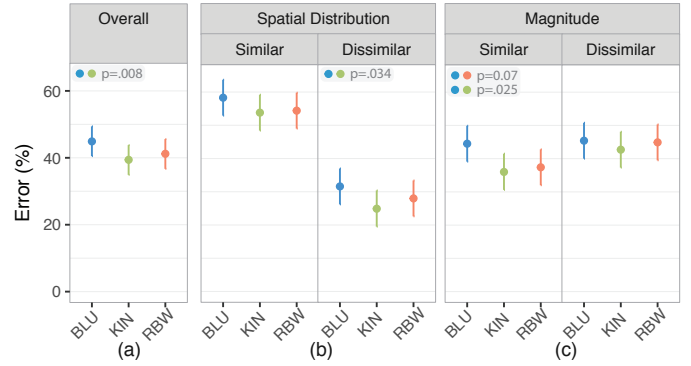 Overall
Spatial Distribution
Magnitude
Similar
Dissimilar
Similar
Dissimilar
p=.008
p=.034
p=0.07
p=.025
Error (%)
60
40
20
0
BLU
KIN
RBW
BLU
KIN
RBW
BLU
KIN
RBW
BLU
KIN
RBW
BLU
KIN
RBW
(a)
(b)
(c)